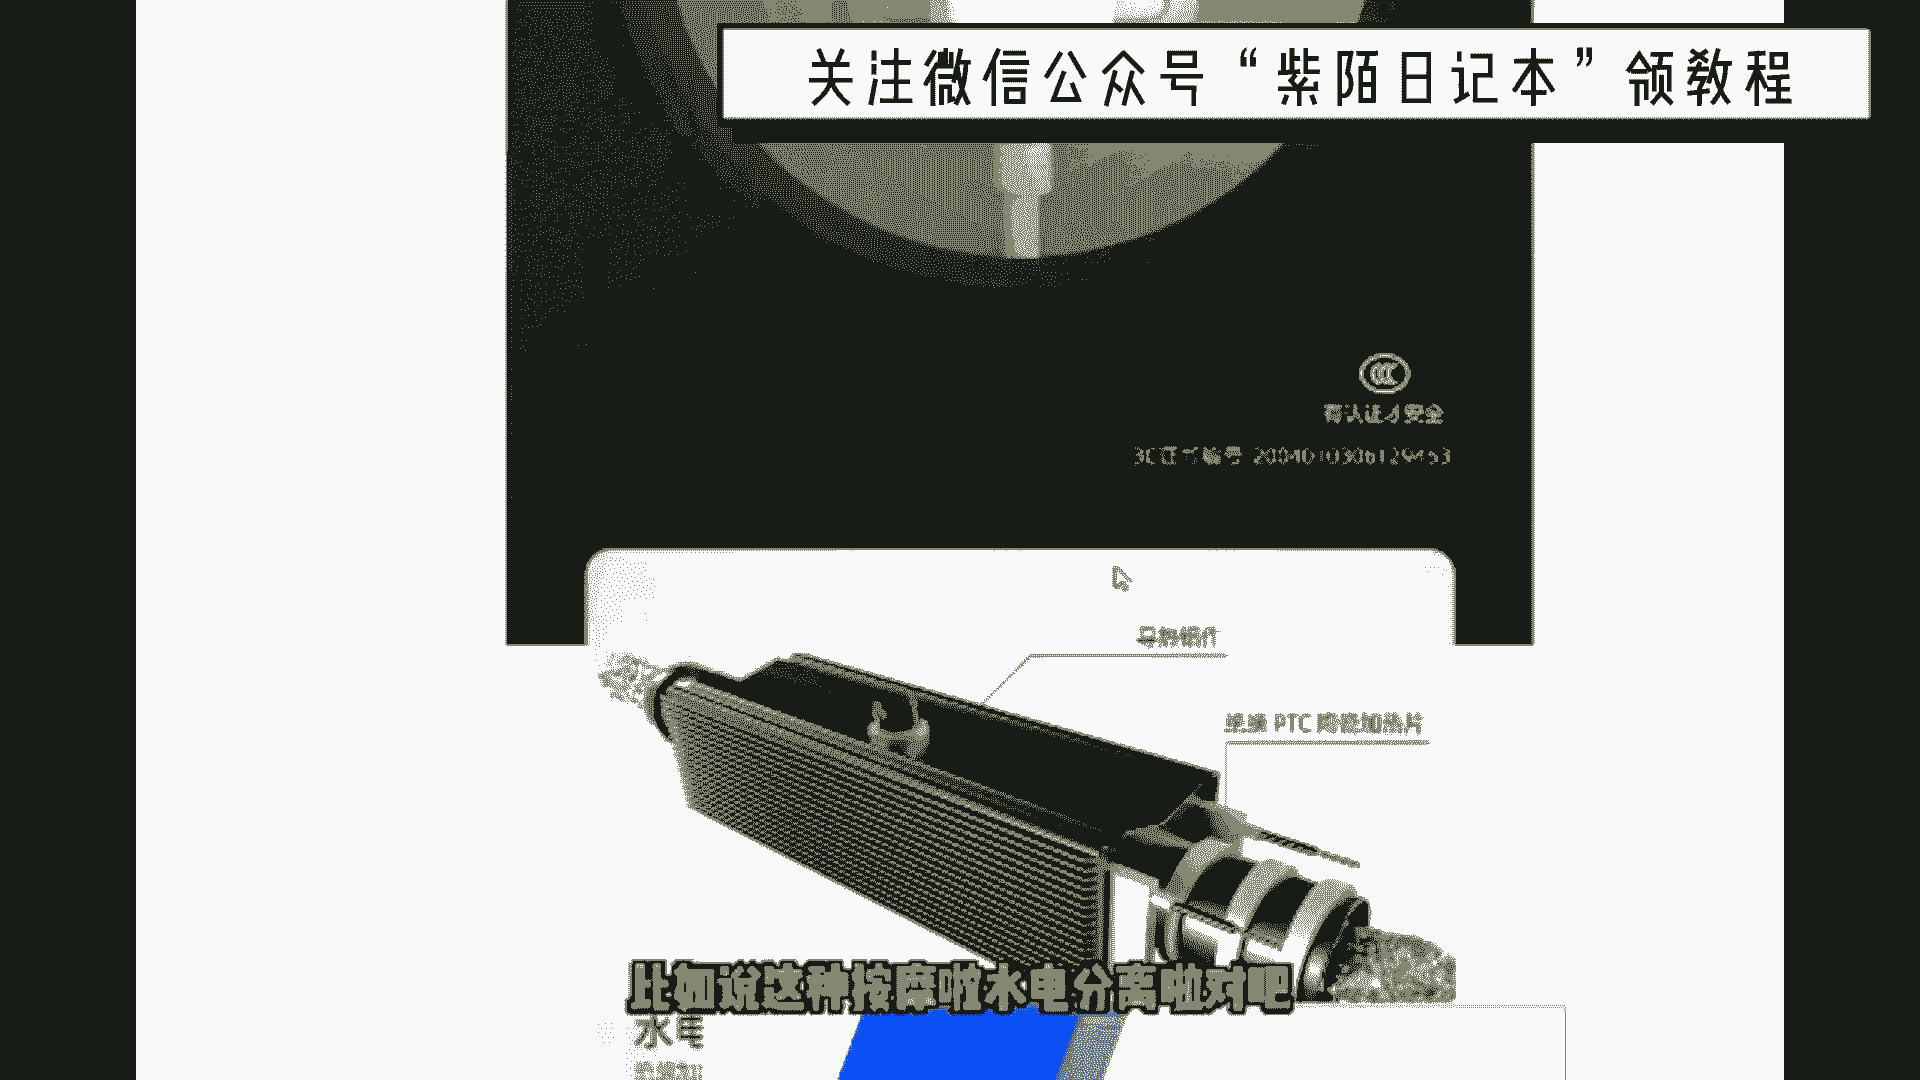 关注微信公众号“紫陌日记本”领教程
有认证才安全
导热铝件
绝缘 PTC 陶瓷加热片
比如说这种按摩啦水电分离啦对吧
水电